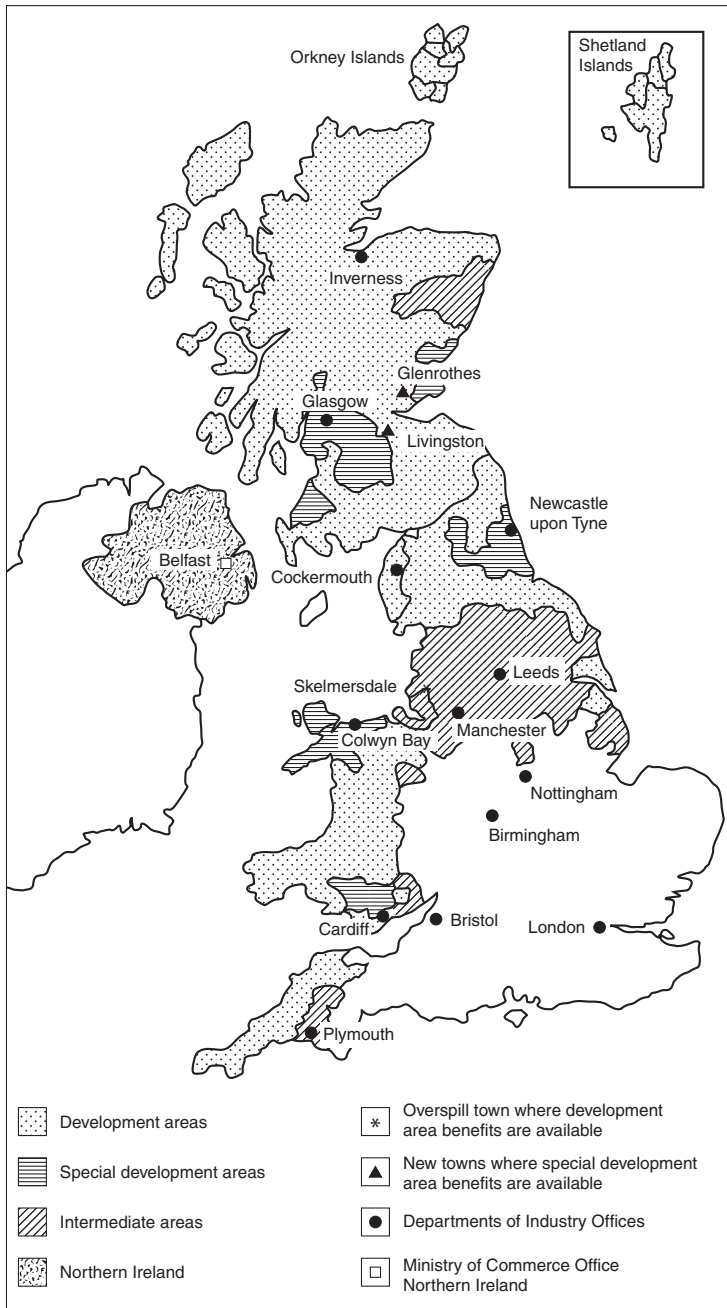 Orkney Islands
Shetland
Islands
Inverness
Glenrothes
Glasgow
Livingston
Newcastle
upon Tyne
Belfast
Cockermouth
Leeds
Skelmersdale
Manchester
Colwyn Bay
Nottingham
Birmingham
Cardiff
Bristol
London
Plymouth
Development areas
Special development areas
Intermediate areas
Northern Ireland
* Overspill town where development
area benefits are available
New towns where special development
area benefits are available
Departments of Industry Offices
Ministry of Commerce Office
Northern Ireland